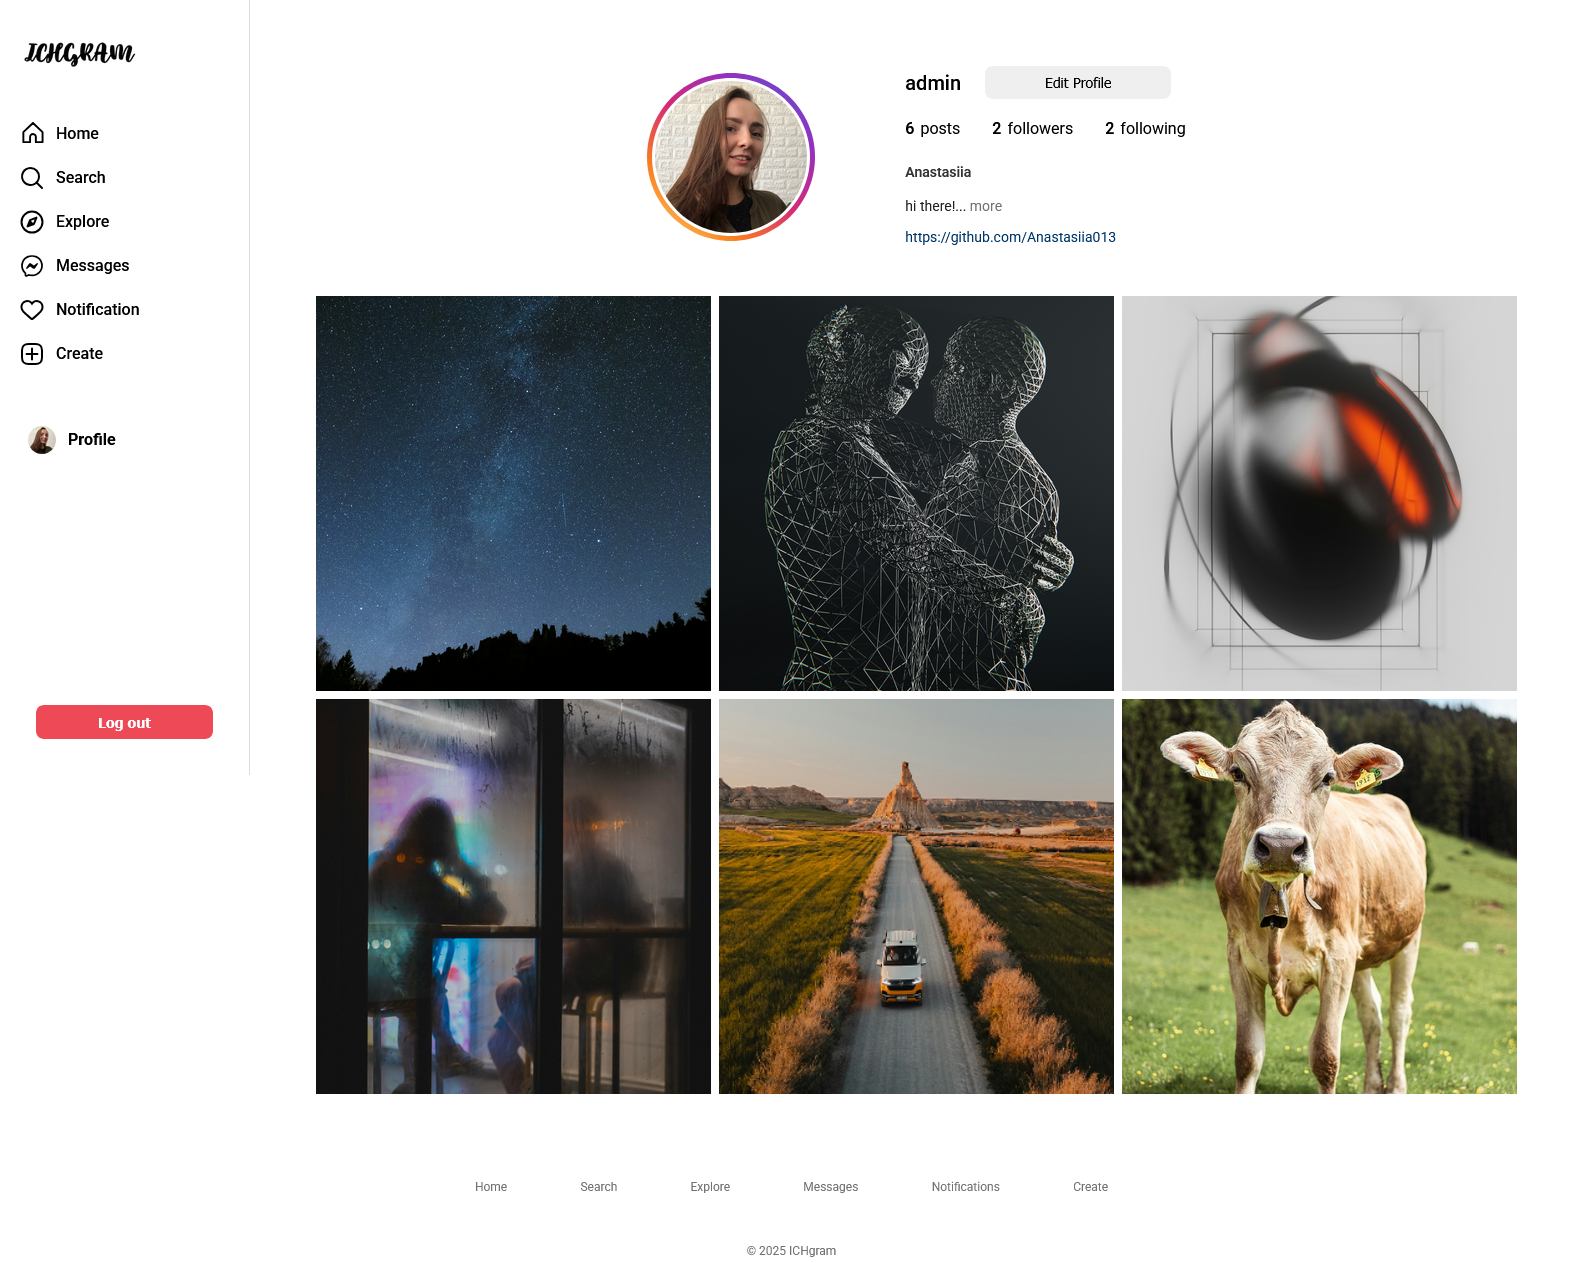 ICHGRAM
Home
Search
Explore
Messages
Notification
Create
Profile
Log out
admin
Edit Profile
6 posts 2 followers 2 following
Anastasiia
hi there!... more
https://github.com/Anastasiia013
Home Search Explore Messages Notifications Create
© 2025 ICHgram